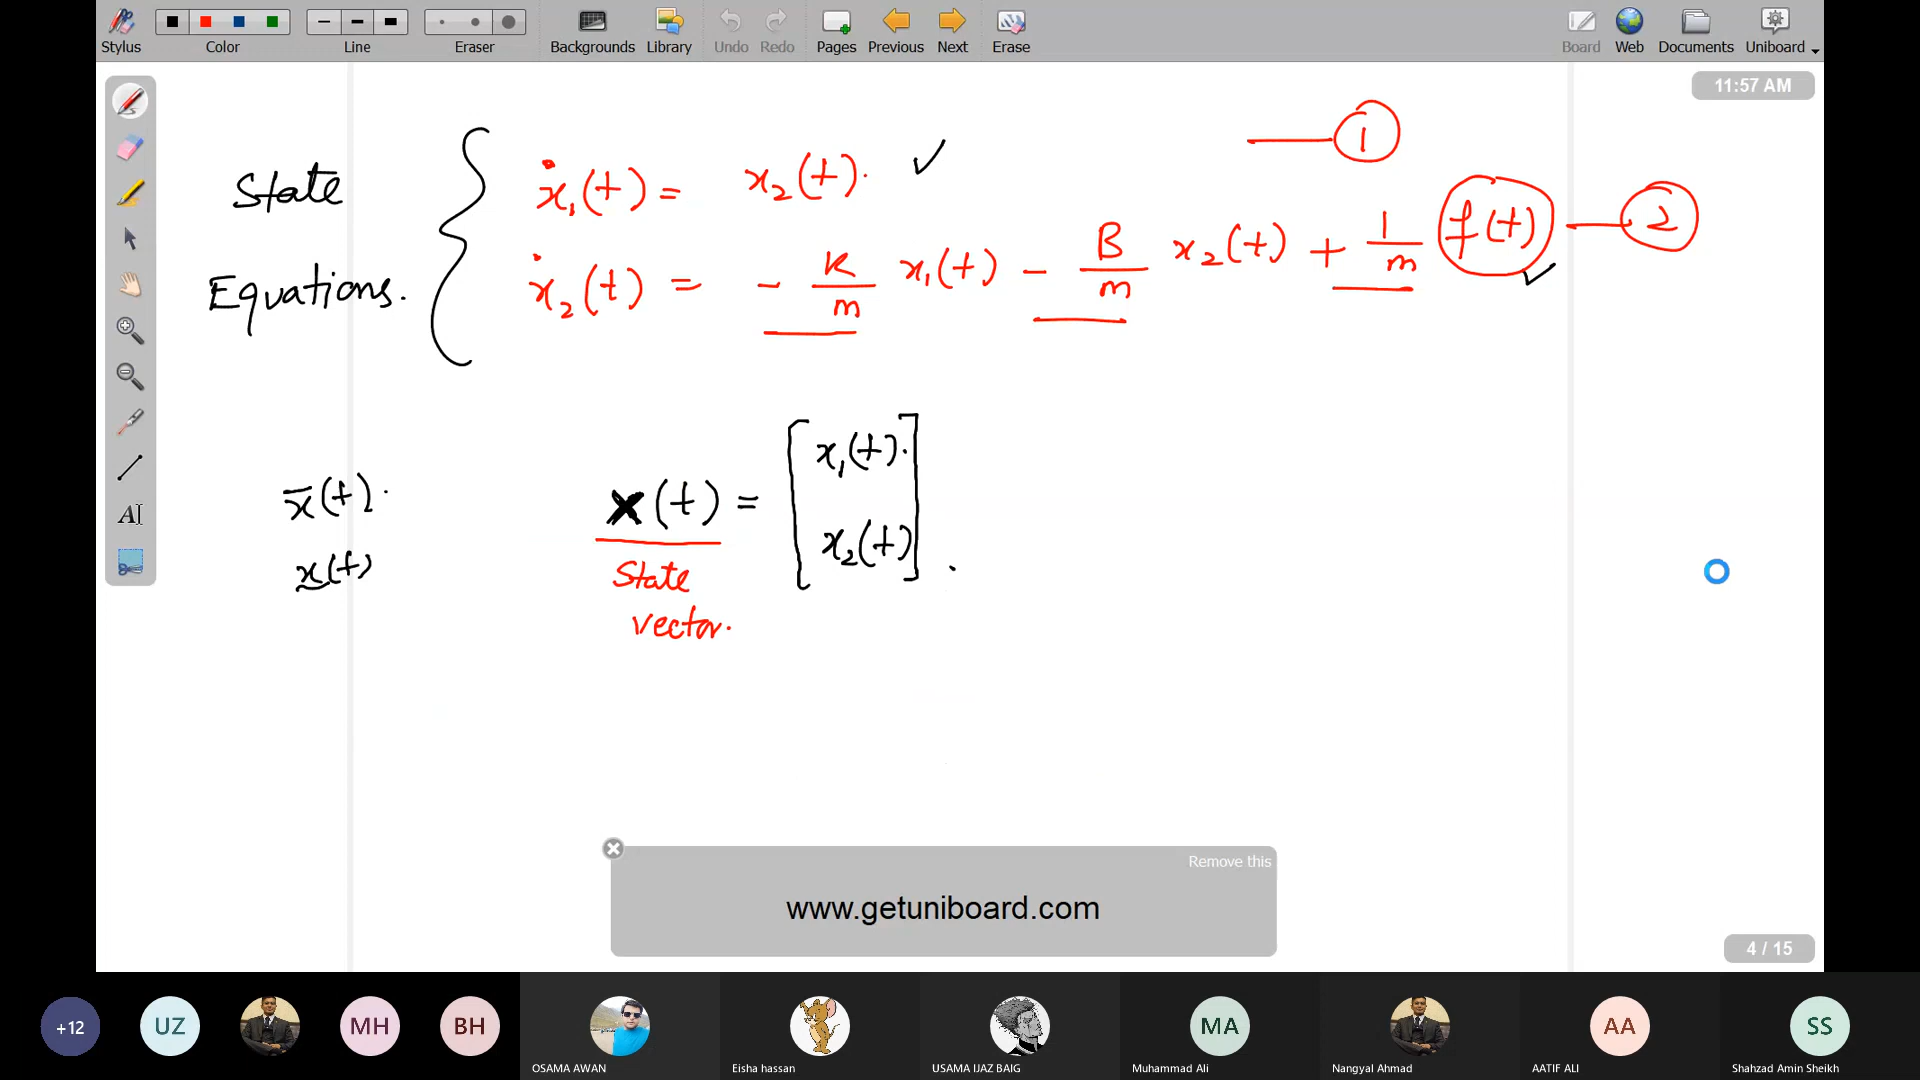 Stylus Color Line Eraser Backgrounds Library Undo Redo Pages Previous Next Erase Board Web Documents Uniboard
11:57 AM
State Equations.
ẋ₁(t) = x₂(t). ✓ —— 1
ẋ₂(t) = - K/m x₁(t) - B/m x₂(t) + 1/m f(t) ✓ —— 2
x̄(t).
x(t)
x(t) = [ x₁(t). x₂(t) ] .
State
vector.
AI
Remove this
www.getuniboard.com
4 / 15
+12 UZ MH BH MA AA SS
OSAMA AWAN Eisha hassan USAMA IJAZ BAIG Muhammad Ali Nangyal Ahmad AATIF ALI Shahzad Amin Sheikh